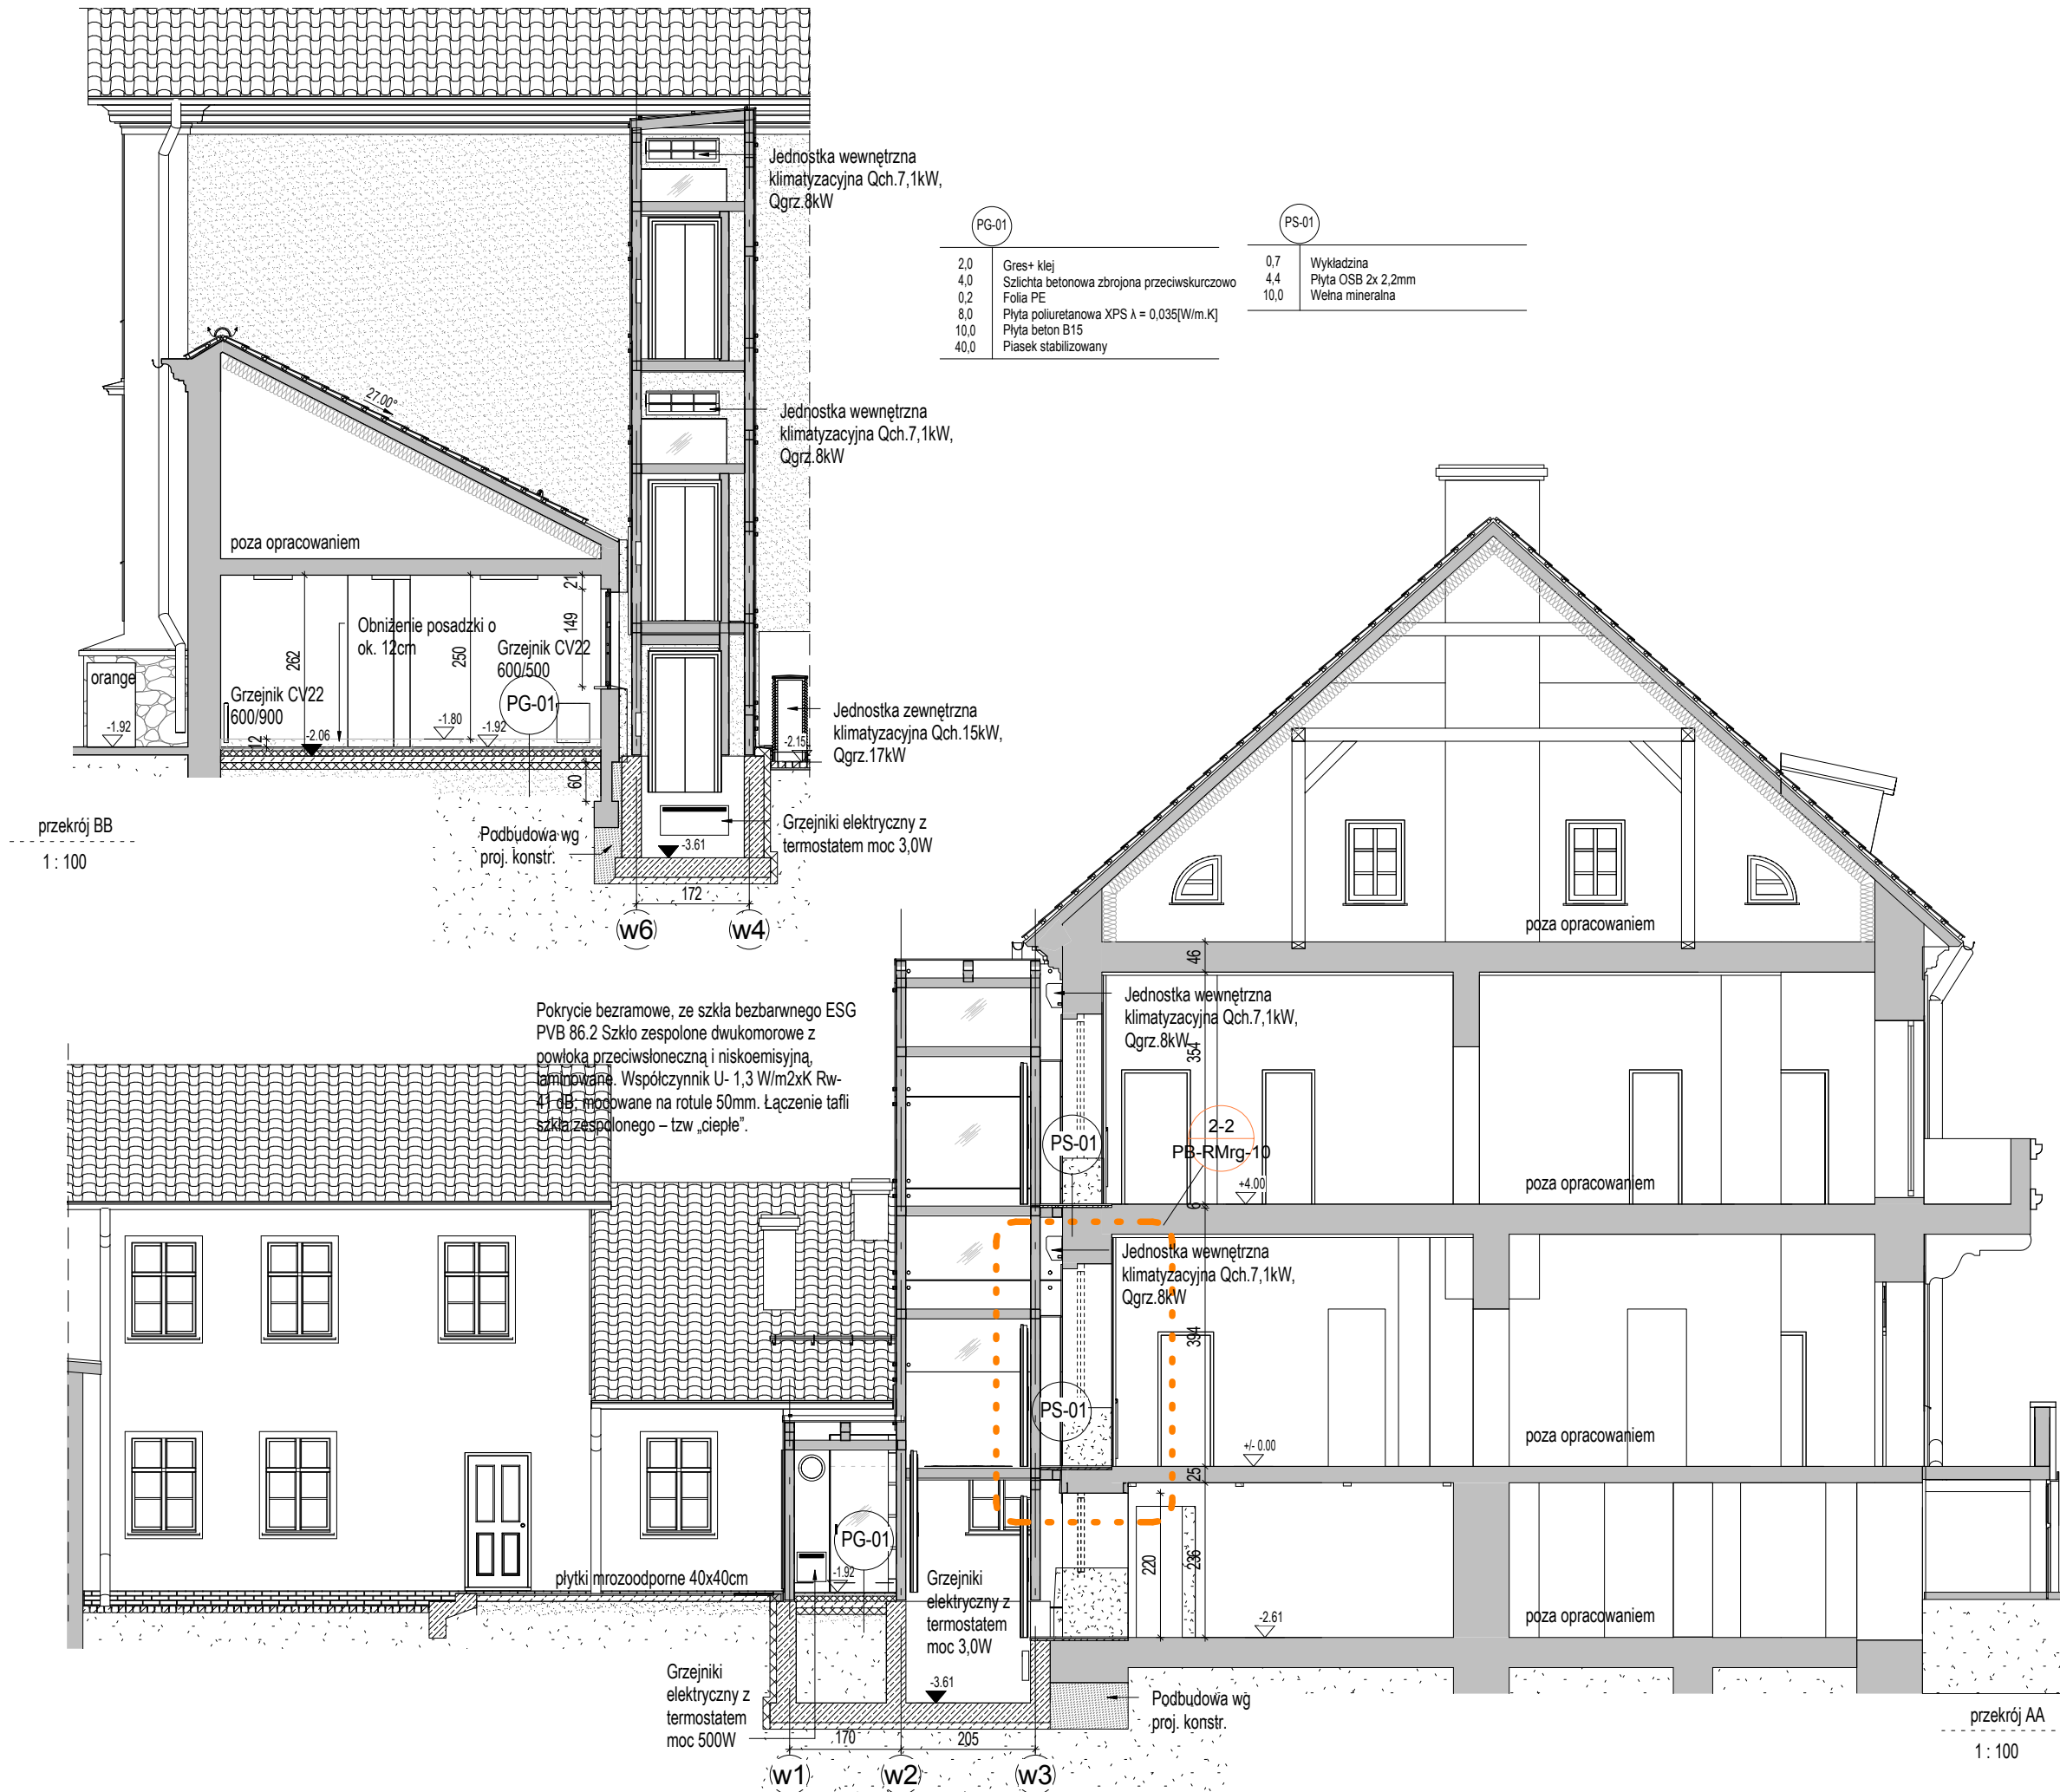 Jednostka wewnętrzna
klimatyzacyjna Qch.7,1kW,
Qgrz.8kW
PG-01
2,0 Gres+ klej
4,0 Szlichta betonowa zbrojona przeciwskurczowo
0,2 Folia PE
8,0 Płyta poliuretanowa XPS λ = 0,035[W/m.K]
10,0 Płyta beton B15
40,0 Piasek stabilizowany
PS-01
0,7 Wykładzina
4,4 Płyta OSB 2x 2,2mm
10,0 Wełna mineralna
27.00°
Jednostka wewnętrzna
klimatyzacyjna Qch.7,1kW,
Qgrz.8kW
poza opracowaniem
21
149
262
250
Obniżenie posadzki o
ok. 12cm
Grzejnik CV22
600/500
orange
Grzejnik CV22
600/900
PG-01
-1.92
12
-2.06
-1.80
-1.92
60
-2.15
Jednostka zewnętrzna
klimatyzacyjna Qch.15kW,
Qgrz.17kW
przekrój BB
1 : 100
Podbudowa wg
proj. konstr.
-3.61
Grzejniki elektryczny z
termostatem moc 3,0W
172
w6
w4
poza opracowaniem
46
Pokrycie bezramowe, ze szkła bezbarwnego ESG
PVB 86.2 Szkło zespolone dwukomorowe z
powłoką przeciwsłoneczną i niskoemisyjną,
laminowane. Współczynnik U- 1,3 W/m2xK Rw-
41 dB; mocowane na rotule 50mm. Łączenie tafli
szkła zespolonego – tzw „ciepłe”.
Jednostka wewnętrzna
klimatyzacyjna Qch.7,1kW,
Qgrz.8kW
354
PS-01
2-2
PB-RMrg-10
+4.00
poza opracowaniem
6
Jednostka wewnętrzna
klimatyzacyjna Qch.7,1kW,
Qgrz.8kW
394
PS-01
+/- 0.00
poza opracowaniem
25
PG-01
-1.92
płytki mrozoodporne 40x40cm
Grzejniki
elektryczny z
termostatem
moc 3,0W
220
236
-2.61
poza opracowaniem
Grzejniki
elektryczny z
termostatem
moc 500W
-3.61
Podbudowa wg
proj. konstr.
170
205
w1
w2
w3
przekrój AA
1 : 100